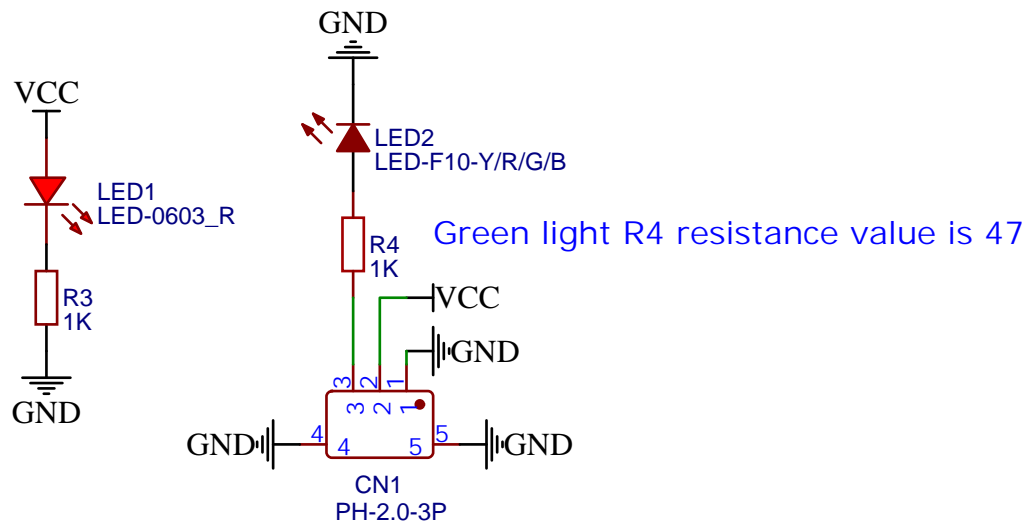 GND
VCC
LED2
LED-F10-Y/R/G/B
LED1
LED-0603_R
Green light R4 resistance value is 47
R4
1K
R3
1K
VCC
GND
3 2 1
3 2 1
GND
4 4
5 5
GND
GND
CN1
PH-2.0-3P